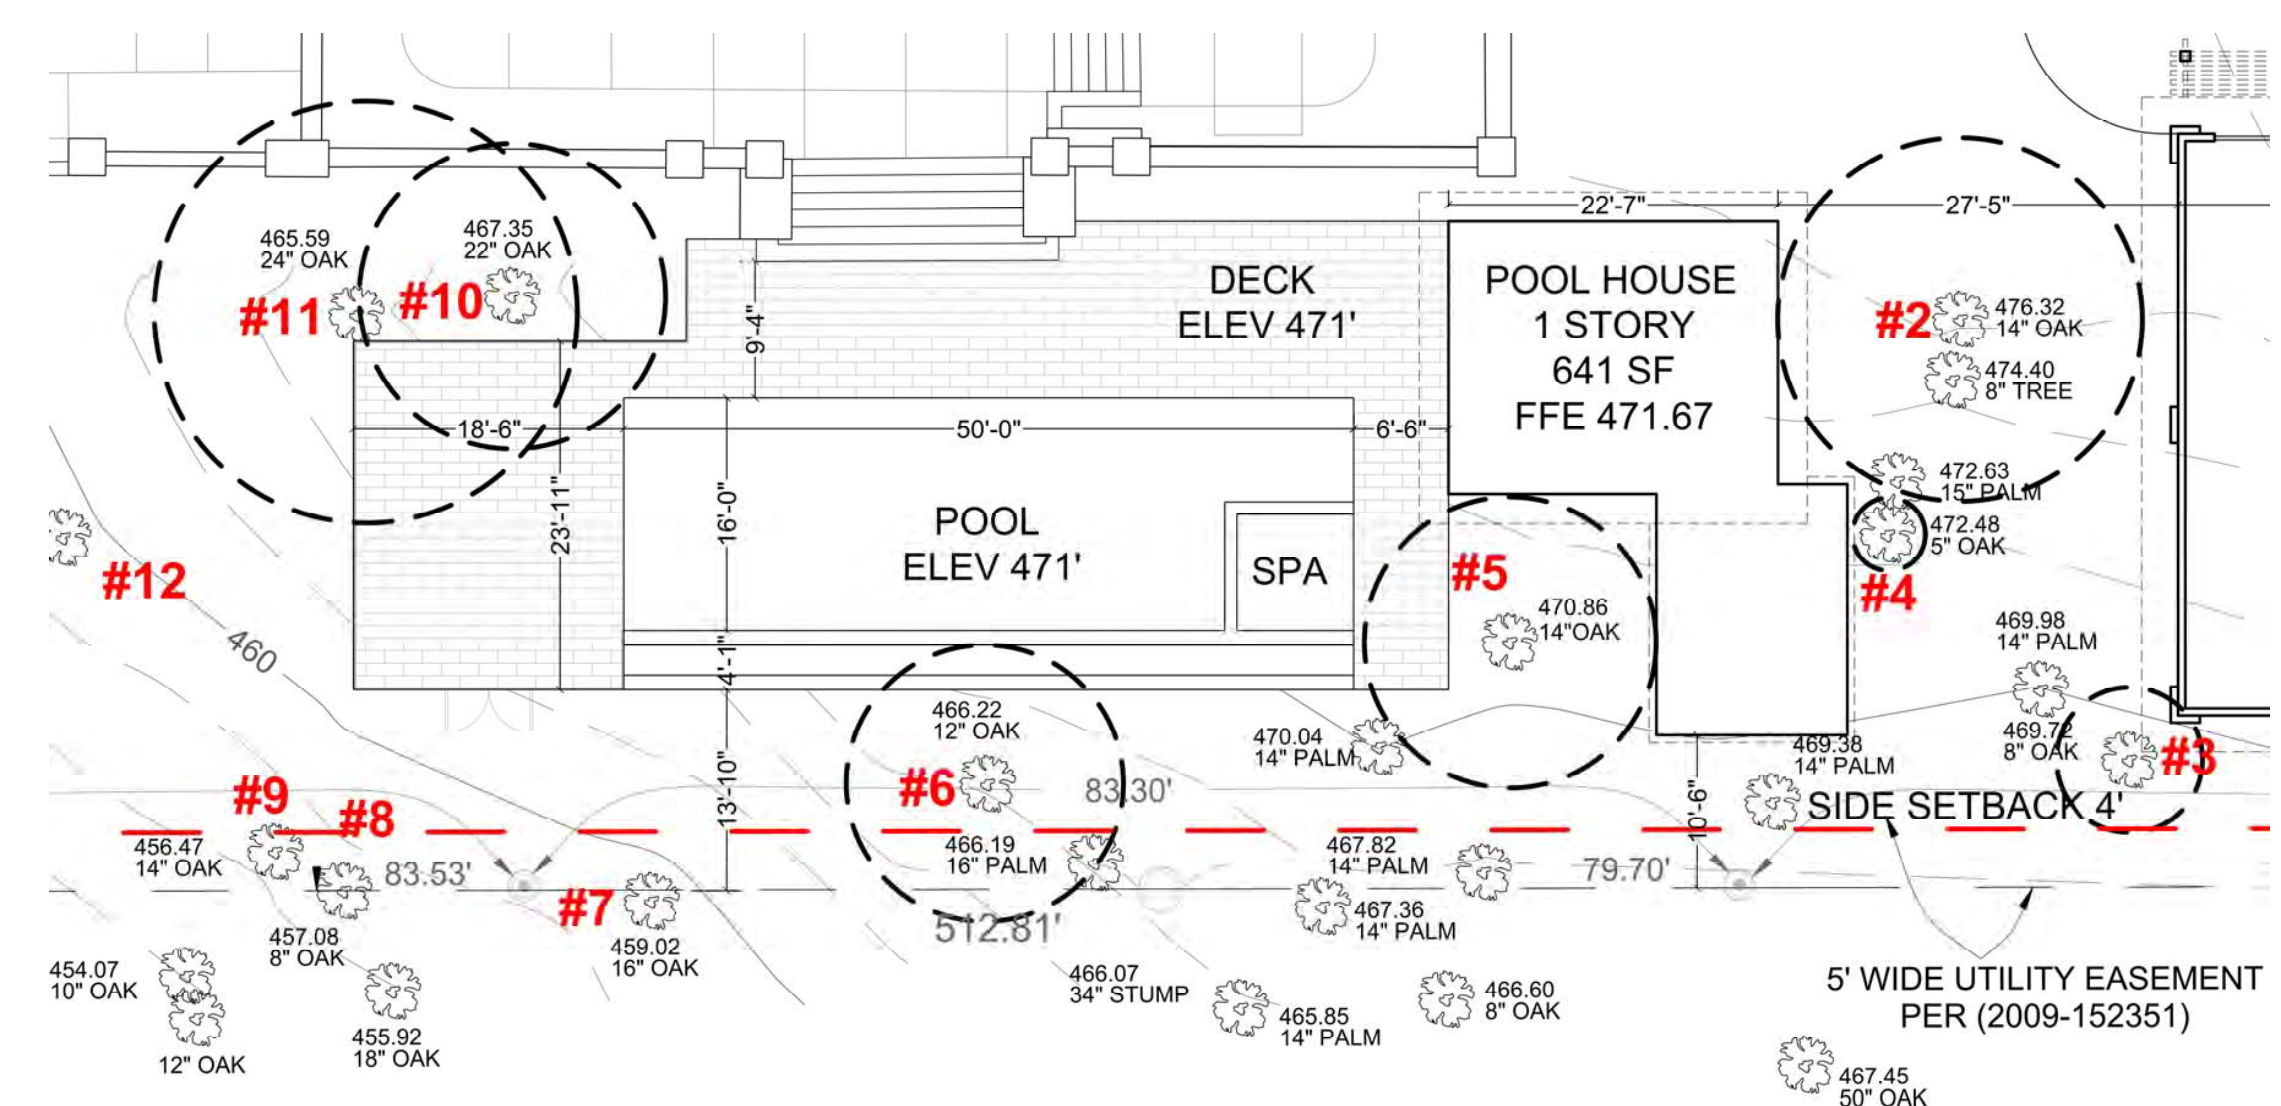 22'-7"
27'-5"
465.59
24" OAK
467.35
22" OAK
#11
#10
9'-4"
DECK
ELEV 471'
POOL HOUSE
1 STORY
641 SF
FFE 471.67
#2
476.32
14" OAK
474.40
8" TREE
18'-6"
50'-0"
6'-6"
23'-11"
16'-0"
POOL
ELEV 471'
SPA
472.63
15" PALM
472.48
5" OAK
#4
#5
470.86
14"OAK
#12
460
4'-1"
469.98
14" PALM
466.22
12" OAK
#6
13'-10"
83.30'
470.04
14" PALM
469.38
14" PALM
469.72
8" OAK
#3
10'-6"
SIDE SETBACK 4'
#9
#8
456.47
14" OAK
83.53'
466.19
16" PALM
467.82
14" PALM
79.70'
#7
459.02
16" OAK
512.81'
467.36
14" PALM
457.08
8" OAK
454.07
10" OAK
12" OAK
455.92
18" OAK
466.07
34" STUMP
465.85
14" PALM
466.60
8" OAK
5' WIDE UTILITY EASEMENT
PER (2009-152351)
467.45
50" OAK